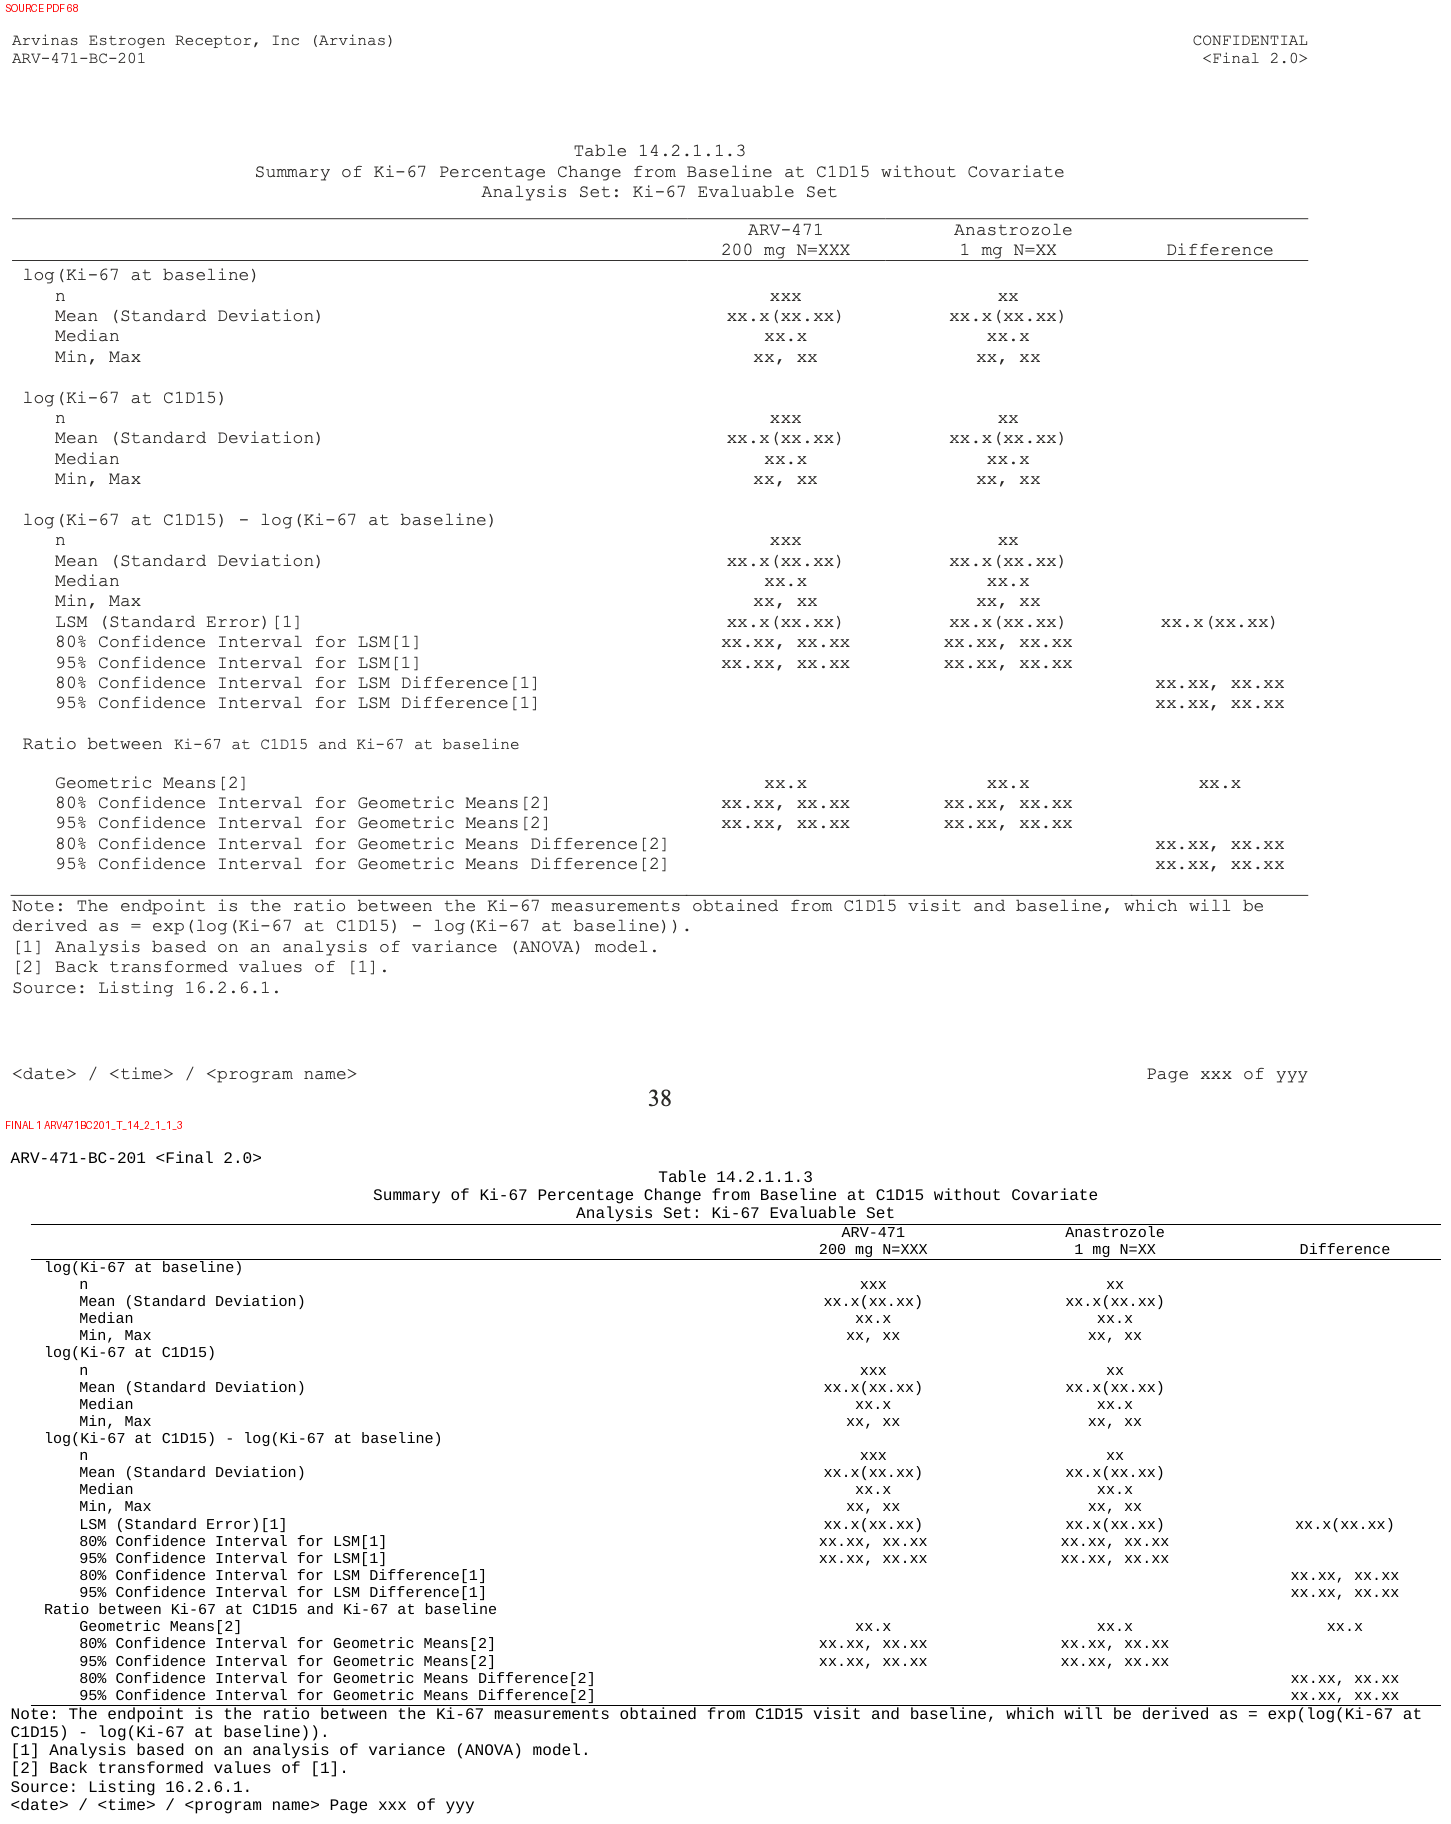 SOURCE PDF 68
Arvinas Estrogen Receptor, Inc (Arvinas) CONFIDENTIAL
ARV-471-BC-201 <Final 2.0>
Table 14.2.1.1.3
Summary of Ki-67 Percentage Change from Baseline at C1D15 without Covariate
Analysis Set: Ki-67 Evaluable Set
ARV-471 Anastrozole
200 mg N=XXX 1 mg N=XX Difference
log(Ki-67 at baseline)
n xxx xx
Mean (Standard Deviation) xx.x(xx.xx) xx.x(xx.xx)
Median xx.x xx.x
Min, Max xx, xx xx, xx
log(Ki-67 at C1D15)
n xxx xx
Mean (Standard Deviation) xx.x(xx.xx) xx.x(xx.xx)
Median xx.x xx.x
Min, Max xx, xx xx, xx
log(Ki-67 at C1D15) - log(Ki-67 at baseline)
n xxx xx
Mean (Standard Deviation) xx.x(xx.xx) xx.x(xx.xx)
Median xx.x xx.x
Min, Max xx, xx xx, xx
LSM (Standard Error)[1] xx.x(xx.xx) xx.x(xx.xx) xx.x(xx.xx)
80% Confidence Interval for LSM[1] xx.xx, xx.xx xx.xx, xx.xx
95% Confidence Interval for LSM[1] xx.xx, xx.xx xx.xx, xx.xx
80% Confidence Interval for LSM Difference[1] xx.xx, xx.xx
95% Confidence Interval for LSM Difference[1] xx.xx, xx.xx
Ratio between Ki-67 at C1D15 and Ki-67 at baseline
Geometric Means[2] xx.x xx.x xx.x
80% Confidence Interval for Geometric Means[2] xx.xx, xx.xx xx.xx, xx.xx
95% Confidence Interval for Geometric Means[2] xx.xx, xx.xx xx.xx, xx.xx
80% Confidence Interval for Geometric Means Difference[2] xx.xx, xx.xx
95% Confidence Interval for Geometric Means Difference[2] xx.xx, xx.xx
Note: The endpoint is the ratio between the Ki-67 measurements obtained from C1D15 visit and baseline, which will be
derived as = exp(log(Ki-67 at C1D15) - log(Ki-67 at baseline)).
[1] Analysis based on an analysis of variance (ANOVA) model.
[2] Back transformed values of [1].
Source: Listing 16.2.6.1.
<date> / <time> / <program name> Page xxx of yyy
38
FINAL 1 ARV471BC201_T_14_2_1_1_3
ARV-471-BC-201 <Final 2.0>
Table 14.2.1.1.3
Summary of Ki-67 Percentage Change from Baseline at C1D15 without Covariate
Analysis Set: Ki-67 Evaluable Set
ARV-471 Anastrozole
200 mg N=XXX 1 mg N=XX Difference
log(Ki-67 at baseline)
n xxx xx
Mean (Standard Deviation) xx.x(xx.xx) xx.x(xx.xx)
Median xx.x xx.x
Min, Max xx, xx xx, xx
log(Ki-67 at C1D15)
n xxx xx
Mean (Standard Deviation) xx.x(xx.xx) xx.x(xx.xx)
Median xx.x xx.x
Min, Max xx, xx xx, xx
log(Ki-67 at C1D15) - log(Ki-67 at baseline)
n xxx xx
Mean (Standard Deviation) xx.x(xx.xx) xx.x(xx.xx)
Median xx.x xx.x
Min, Max xx, xx xx, xx
LSM (Standard Error)[1] xx.x(xx.xx) xx.x(xx.xx) xx.x(xx.xx)
80% Confidence Interval for LSM[1] xx.xx, xx.xx xx.xx, xx.xx
95% Confidence Interval for LSM[1] xx.xx, xx.xx xx.xx, xx.xx
80% Confidence Interval for LSM Difference[1] xx.xx, xx.xx
95% Confidence Interval for LSM Difference[1] xx.xx, xx.xx
Ratio between Ki-67 at C1D15 and Ki-67 at baseline
Geometric Means[2] xx.x xx.x xx.x
80% Confidence Interval for Geometric Means[2] xx.xx, xx.xx xx.xx, xx.xx
95% Confidence Interval for Geometric Means[2] xx.xx, xx.xx xx.xx, xx.xx
80% Confidence Interval for Geometric Means Difference[2] xx.xx, xx.xx
95% Confidence Interval for Geometric Means Difference[2] xx.xx, xx.xx
Note: The endpoint is the ratio between the Ki-67 measurements obtained from C1D15 visit and baseline, which will be derived as = exp(log(Ki-67 at
C1D15) - log(Ki-67 at baseline)).
[1] Analysis based on an analysis of variance (ANOVA) model.
[2] Back transformed values of [1].
Source: Listing 16.2.6.1.
<date> / <time> / <program name> Page xxx of yyy